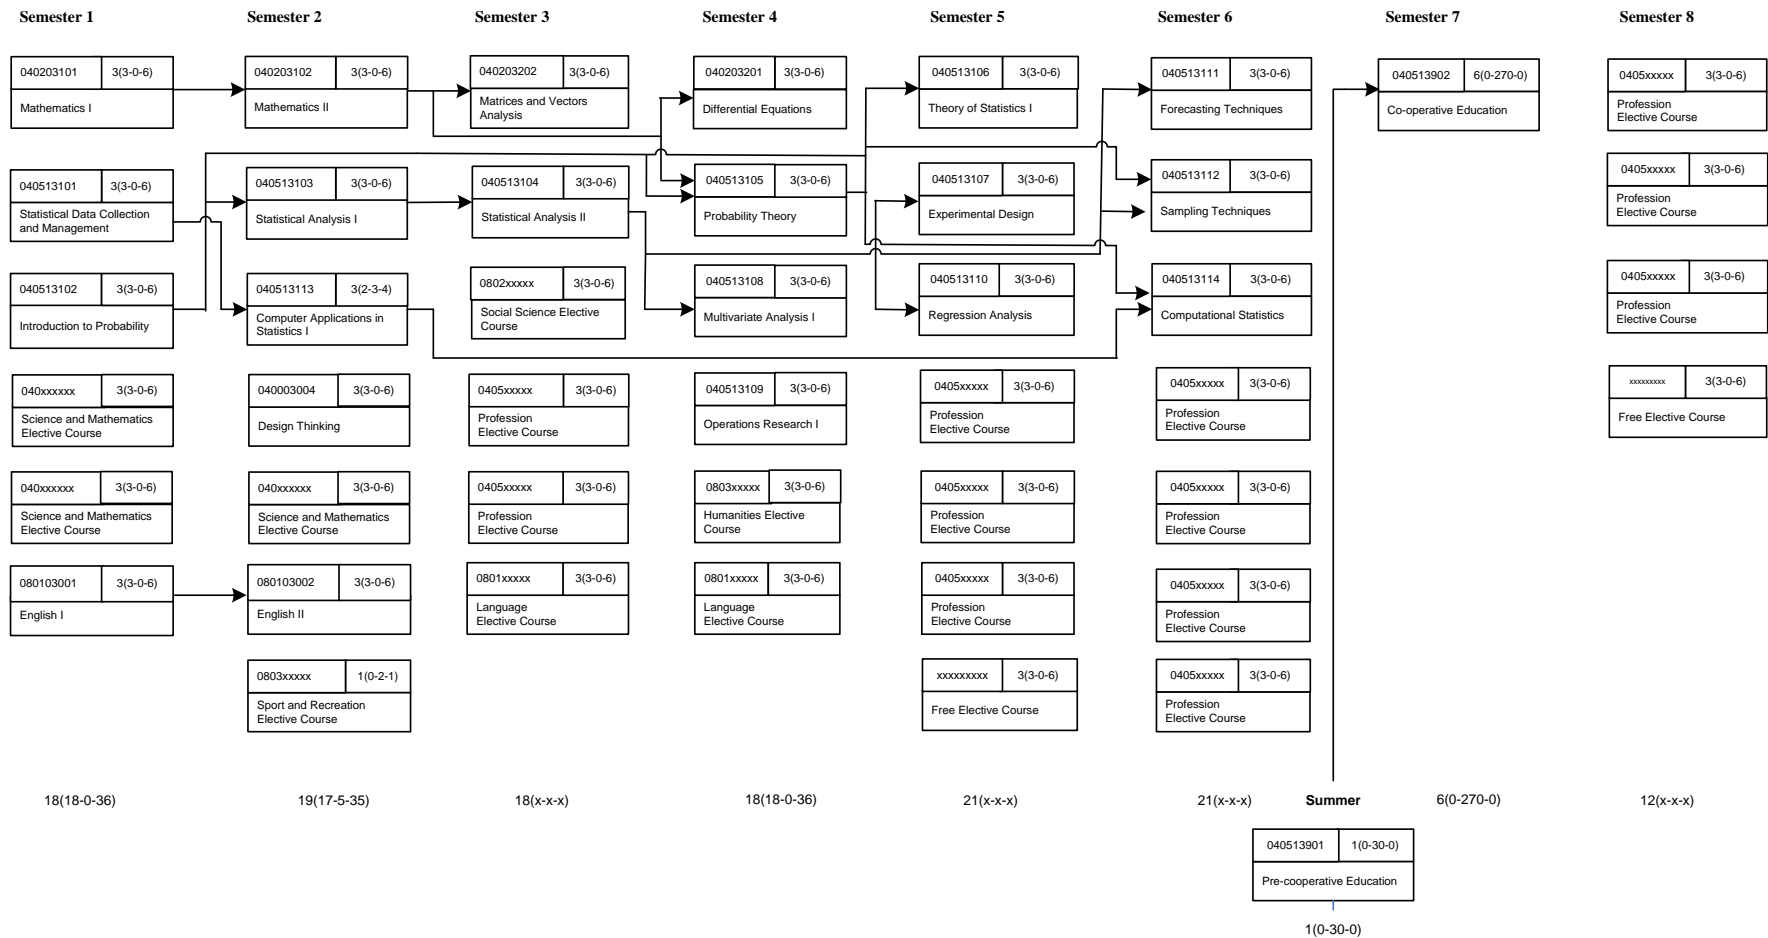 Semester 1
Semester 2
Semester 3
Semester 4
Semester 5
Semester 6
Semester 7
Semester 8
040203101 3(3-0-6)
Mathematics I
040203102 3(3-0-6)
Mathematics II
040203202 3(3-0-6)
Matrices and Vectors
Analysis
040203201 3(3-0-6)
Differential Equations
040513106 3(3-0-6)
Theory of Statistics I
040513111 3(3-0-6)
Forecasting Techniques
040513902 6(0-270-0)
Co-operative Education
0405xxxxx 3(3-0-6)
Profession
Elective Course
040513101 3(3-0-6)
Statistical Data Collection
and Management
040513103 3(3-0-6)
Statistical Analysis I
040513104 3(3-0-6)
Statistical Analysis II
040513105 3(3-0-6)
Probability Theory
040513107 3(3-0-6)
Experimental Design
040513112 3(3-0-6)
Sampling Techniques
0405xxxxx 3(3-0-6)
Profession
Elective Course
040513102 3(3-0-6)
Introduction to Probability
040513113 3(2-3-4)
Computer Applications in
Statistics I
0802xxxxx 3(3-0-6)
Social Science Elective
Course
040513108 3(3-0-6)
Multivariate Analysis I
040513110 3(3-0-6)
Regression Analysis
040513114 3(3-0-6)
Computational Statistics
0405xxxxx 3(3-0-6)
Profession
Elective Course
040xxxxxx 3(3-0-6)
Science and Mathematics
Elective Course
040003004 3(3-0-6)
Design Thinking
0405xxxxx 3(3-0-6)
Profession
Elective Course
040513109 3(3-0-6)
Operations Research I
0405xxxxx 3(3-0-6)
Profession
Elective Course
0405xxxxx 3(3-0-6)
Profession
Elective Course
xxxxxxxxx 3(3-0-6)
Free Elective Course
040xxxxxx 3(3-0-6)
Science and Mathematics
Elective Course
040xxxxxx 3(3-0-6)
Science and Mathematics
Elective Course
0405xxxxx 3(3-0-6)
Profession
Elective Course
0803xxxxx 3(3-0-6)
Humanities Elective
Course
0405xxxxx 3(3-0-6)
Profession
Elective Course
0405xxxxx 3(3-0-6)
Profession
Elective Course
080103001 3(3-0-6)
English I
080103002 3(3-0-6)
English II
0801xxxxx 3(3-0-6)
Language
Elective Course
0801xxxxx 3(3-0-6)
Language
Elective Course
0405xxxxx 3(3-0-6)
Profession
Elective Course
0405xxxxx 3(3-0-6)
Profession
Elective Course
0803xxxxx 1(0-2-1)
Sport and Recreation
Elective Course
xxxxxxxxx 3(3-0-6)
Free Elective Course
0405xxxxx 3(3-0-6)
Profession
Elective Course
18(18-0-36)
19(17-5-35)
18(x-x-x)
18(18-0-36)
21(x-x-x)
21(x-x-x)
Summer
6(0-270-0)
12(x-x-x)
040513901 1(0-30-0)
Pre-cooperative Education
1(0-30-0)